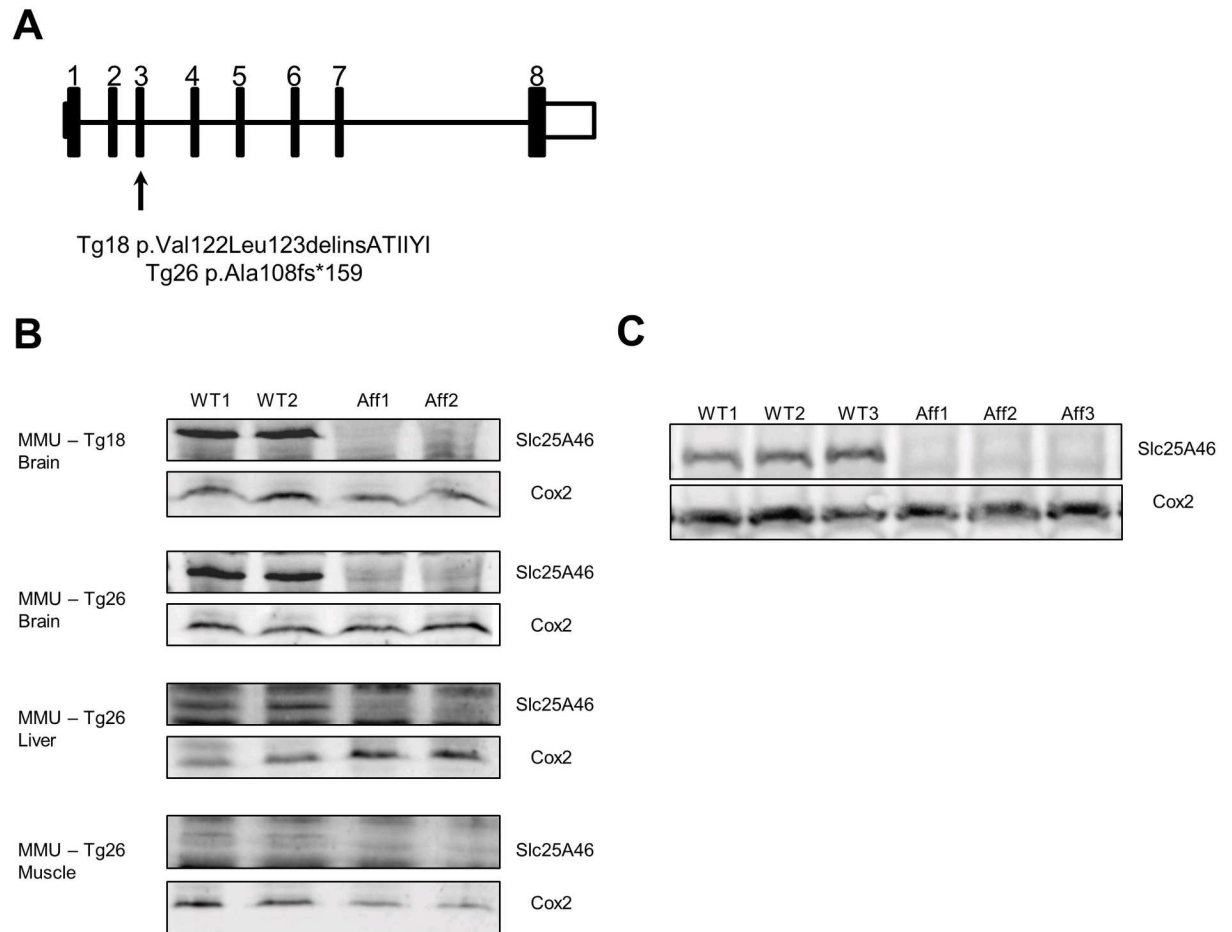 A
1 2 3 4 5 6 7 8
Tg18 p.Val122Leu123delinsATIIYI
Tg26 p.Ala108fs*159
B
WT1 WT2 Aff1 Aff2
MMU – Tg18
Brain
Slc25A46
Cox2
MMU – Tg26
Brain
Slc25A46
Cox2
MMU – Tg26
Liver
Slc25A46
Cox2
MMU – Tg26
Muscle
Slc25A46
Cox2
C
WT1 WT2 WT3 Aff1 Aff2 Aff3
Slc25A46
Cox2